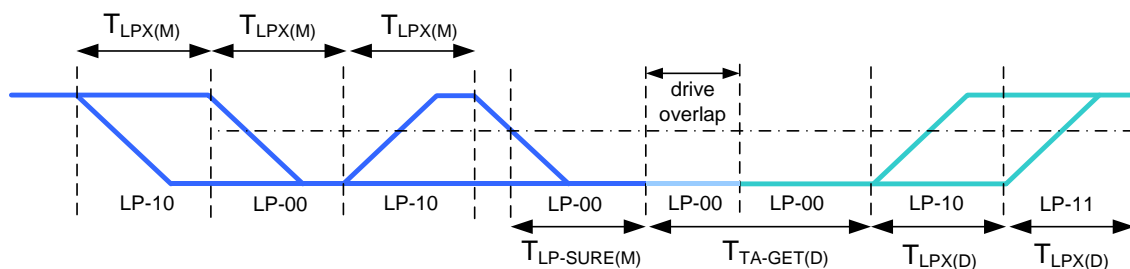 TLPX(M) TLPX(M) TLPX(M)
drive
overlap
LP-10 LP-00 LP-10 LP-00 LP-00 LP-00 LP-10 LP-11
TLP-SURE(M) TTA-GET(D) TLPX(D) TLPX(D)